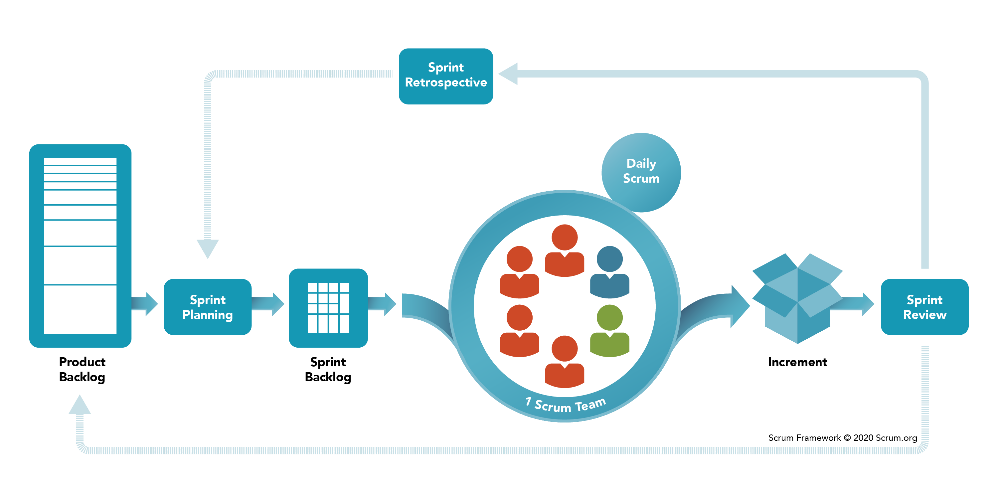 Sprint
Retrospective
Daily
Scrum
Sprint
Planning
Sprint
Review
Product
Backlog
Sprint
Backlog
Increment
1 Scrum Team
Scrum Framework © 2020 Scrum.org